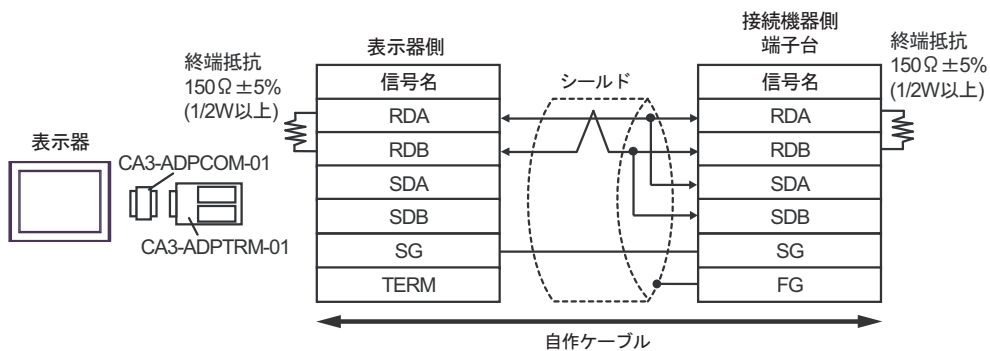 接続機器側
端子台
表示器側
終端抵抗
150Ω±5%
(1/2W以上)
終端抵抗
150Ω±5%
(1/2W以上)
信号名
シールド
信号名
RDA
RDA
RDB
RDB
表示器
CA3-ADPCOM-01
SDA
SDA
SDB
SDB
CA3-ADPTRM-01
SG
SG
TERM
FG
自作ケーブル